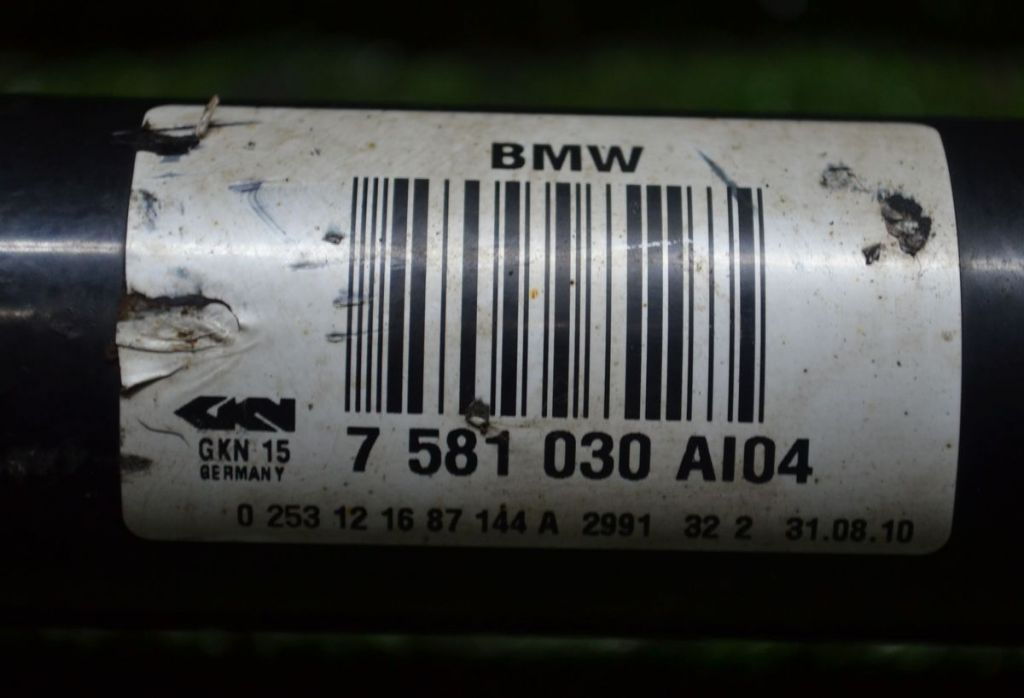 BMW
GKN
GKN 15
GERMANY
7 581 030 AI04
0 253 12 16 87 144 A 2991 32 2 31.08.10